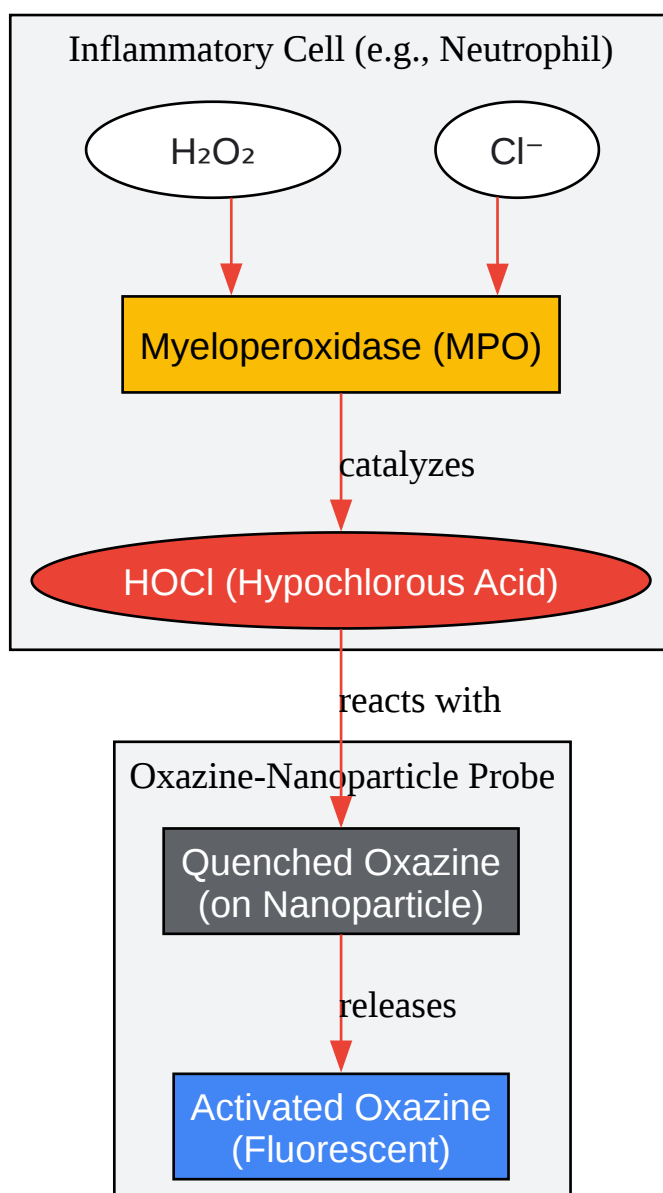 Inflammatory Cell (e.g., Neutrophil)
H₂O₂
Cl⁻
Myeloperoxidase (MPO)
catalyzes
HOCl (Hypochlorous Acid)
reacts with
Oxazine-Nanoparticle Probe
Quenched Oxazine
(on Nanoparticle)
releases
Activated Oxazine
(Fluorescent)